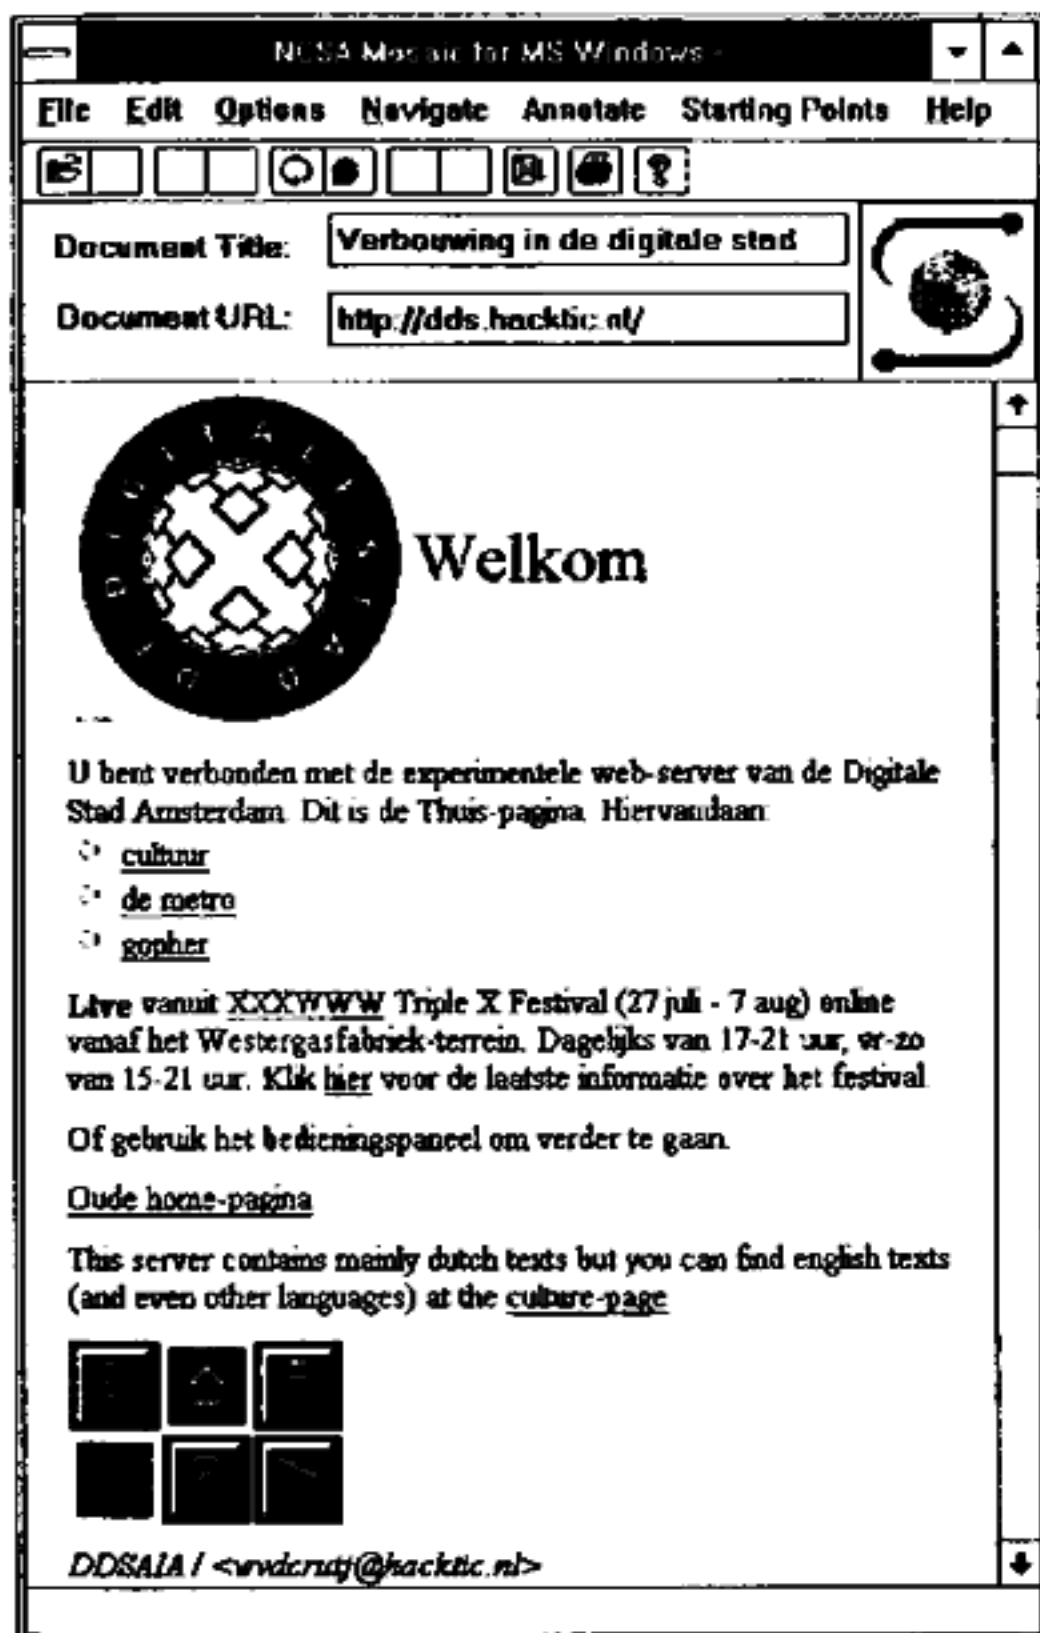 NCSA Mosaic for MS Windows -
File Edit Options Navigate Annotate Starting Points Help
Document Title: Verbouwing in de digitale stad
Document URL: http://dds.hacktic.nl/
Welkom
U bent verbonden met de experimentele web-server van de Digitale
Stad Amsterdam. Dit is de Thuis-pagina. Hiervandaan:
cultuur
de metro
gopher
Live vanuit XXXWWW Triple X Festival (27 juli - 7 aug) online
vanaf het Westergasfabriek-terrein. Dagelijks van 17-21 uur, vr-zo
van 15-21 uur. Klik hier voor de laatste informatie over het festival.
Of gebruik het bedieningspaneel om verder te gaan.
Oude home-pagina
This server contains mainly dutch texts but you can find english texts
(and even other languages) at the culture-page